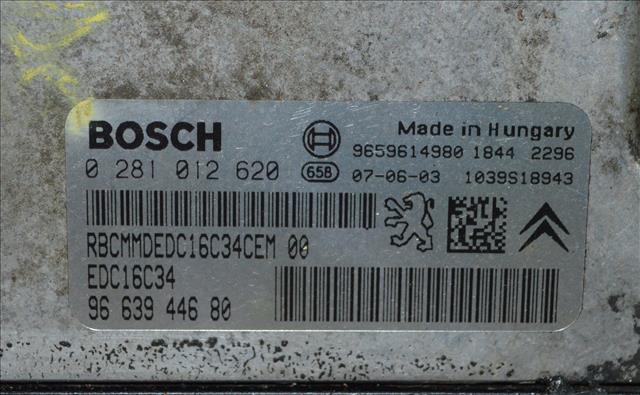 BOSCH
Made in Hungary
9659614980 1844 2296
0 281 012 620
658 07-06-03 1039S18943
RBCMMDEDC16C34CEM 00
EDC16C34
96 639 446 80